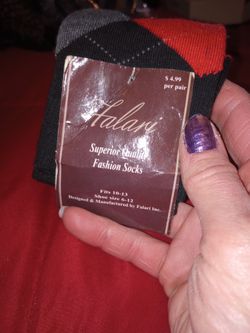 $ 4.99
per pair
Falari
Superior Quality
Fashion Socks
Fits 10-13
Shoe size 6-12
Designed & Manufactured by Falari Inc.